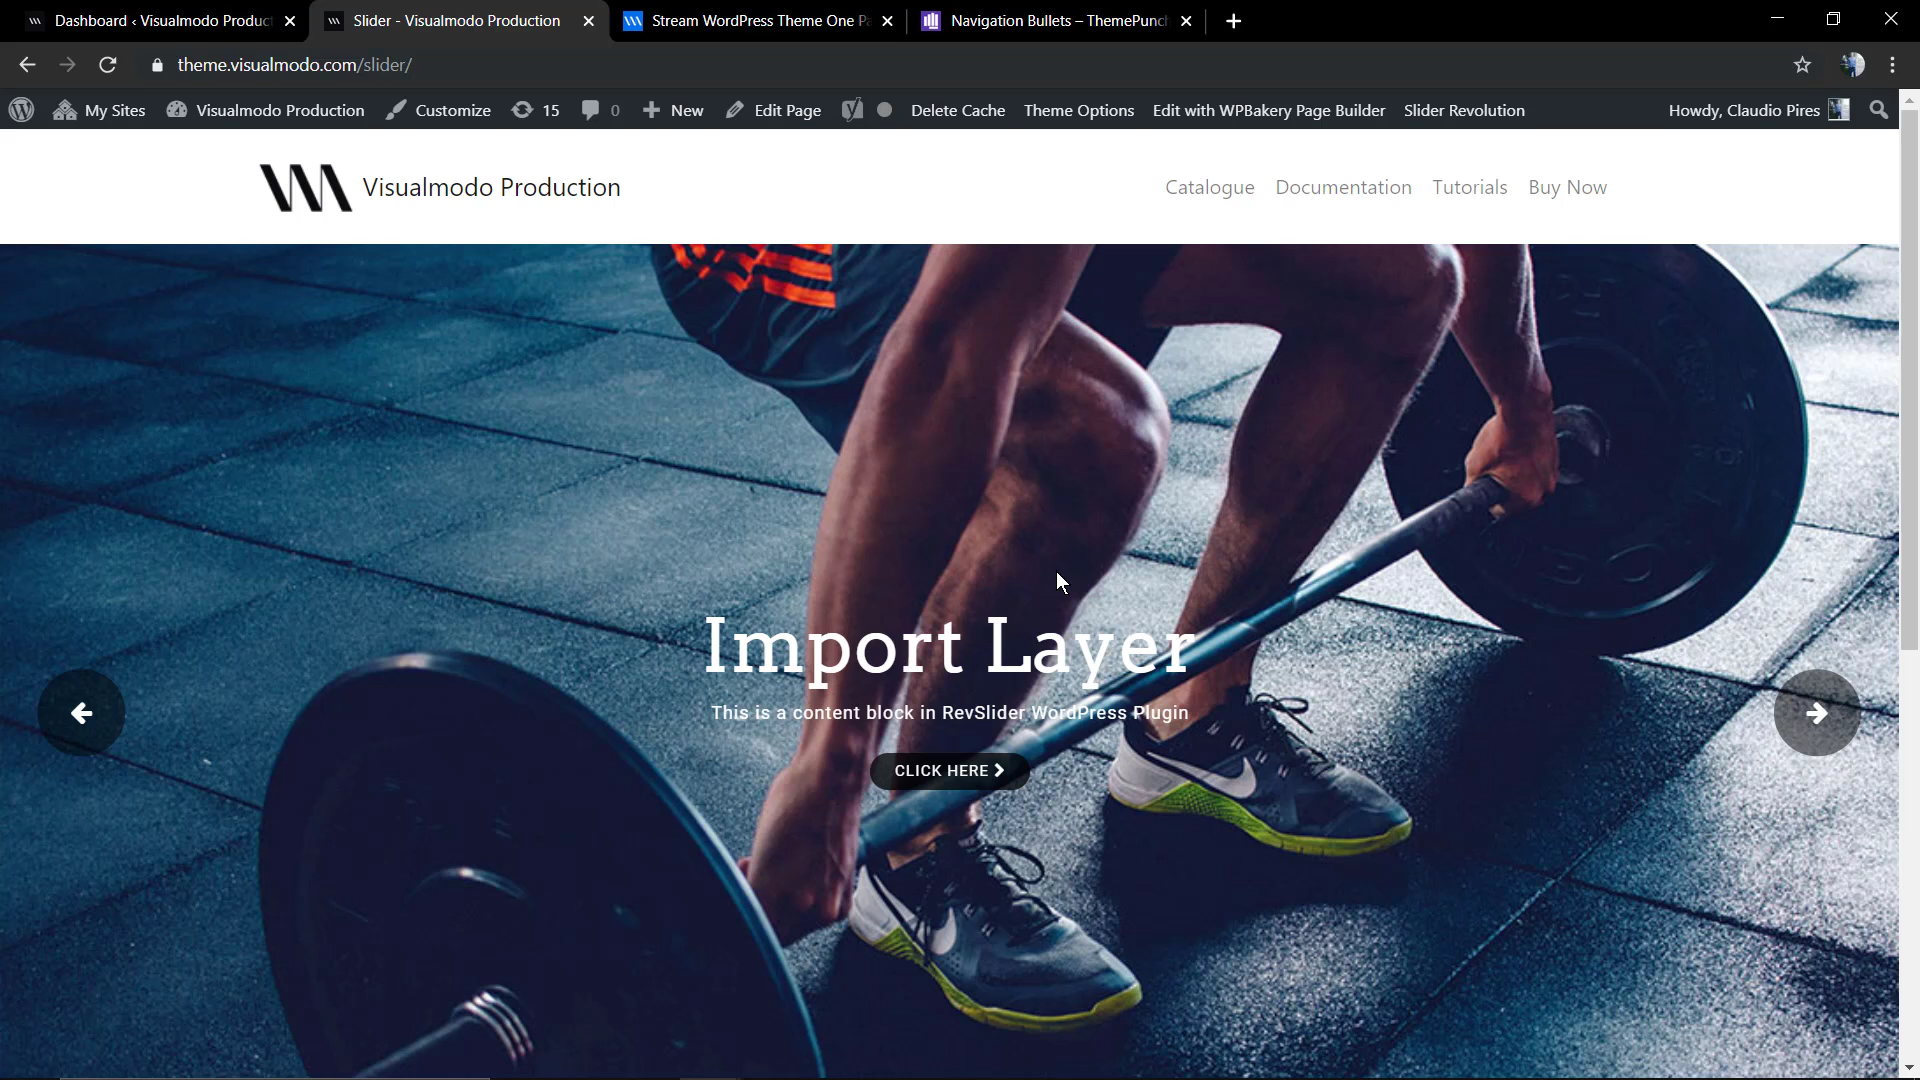 Dashboard ‹ Visualmodo Produc
Slider - Visualmodo Production
Stream WordPress Theme One Pa
Navigation Bullets – ThemePunch
theme.visualmodo.com/slider/
My Sites Visualmodo Production Customize 15 0 New Edit Page Delete Cache Theme Options Edit with WPBakery Page Builder Slider Revolution Howdy, Claudio Pires
Visualmodo Production
Catalogue Documentation Tutorials Buy Now
Import Layer
This is a content block in RevSlider WordPress Plugin
CLICK HERE